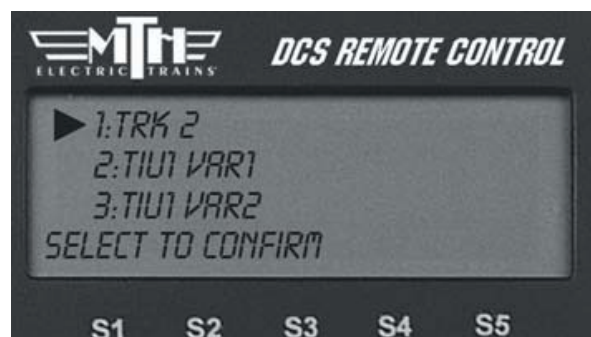 MTH
ELECTRIC TRAINS
DCS REMOTE CONTROL
▶1:TRK 2
2:TIU1 VAR1
3:TIU1 VAR2
SELECT TO CONFIRM
S1 S2 S3 S4 S5